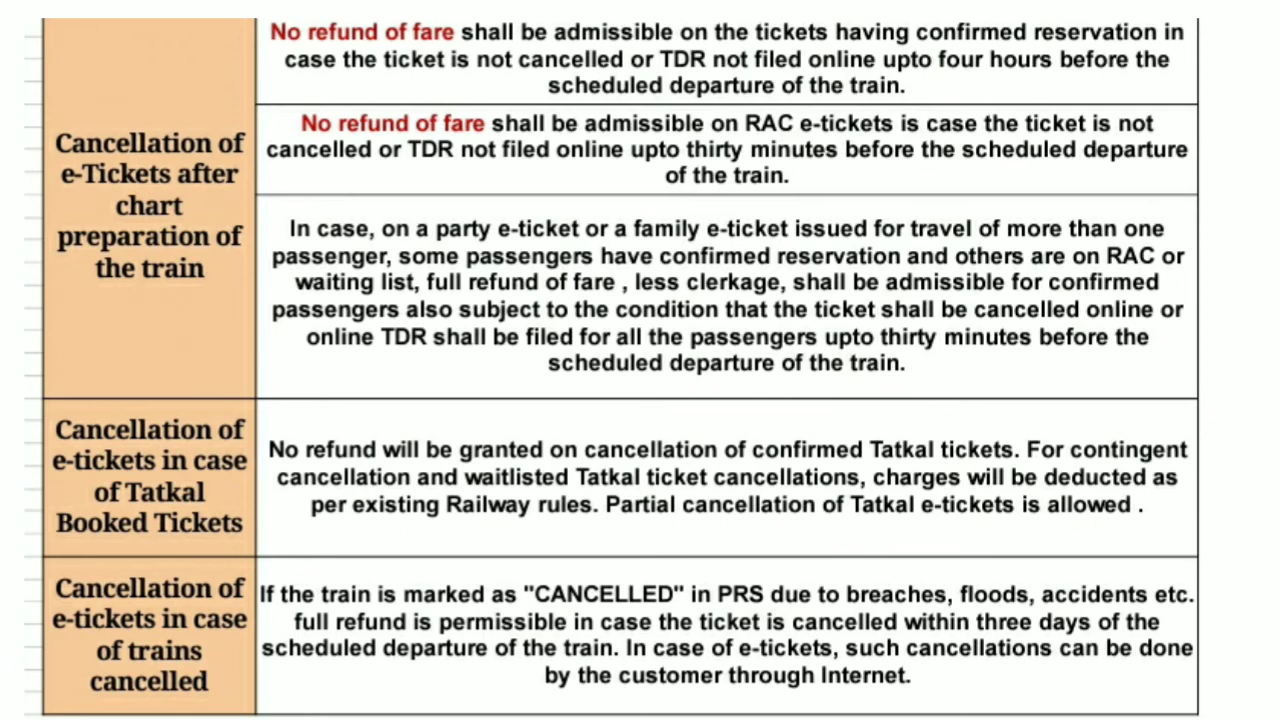 No refund of fare shall be admissible on the tickets having confirmed reservation in
case the ticket is not cancelled or TDR not filed online upto four hours before the
scheduled departure of the train.
Cancellation of
e-Tickets after
chart
preparation of
the train
No refund of fare shall be admissible on RAC e-tickets is case the ticket is not
cancelled or TDR not filed online upto thirty minutes before the scheduled departure
of the train.
In case, on a party e-ticket or a family e-ticket issued for travel of more than one
passenger, some passengers have confirmed reservation and others are on RAC or
waiting list, full refund of fare , less clerkage, shall be admissible for confirmed
passengers also subject to the condition that the ticket shall be cancelled online or
online TDR shall be filed for all the passengers upto thirty minutes before the
scheduled departure of the train.
Cancellation of
e-tickets in case
of Tatkal
Booked Tickets
No refund will be granted on cancellation of confirmed Tatkal tickets. For contingent
cancellation and waitlisted Tatkal ticket cancellations, charges will be deducted as
per existing Railway rules. Partial cancellation of Tatkal e-tickets is allowed .
Cancellation of
e-tickets in case
of trains
cancelled
If the train is marked as "CANCELLED" in PRS due to breaches, floods, accidents etc.
full refund is permissible in case the ticket is cancelled within three days of the
scheduled departure of the train. In case of e-tickets, such cancellations can be done
by the customer through Internet.